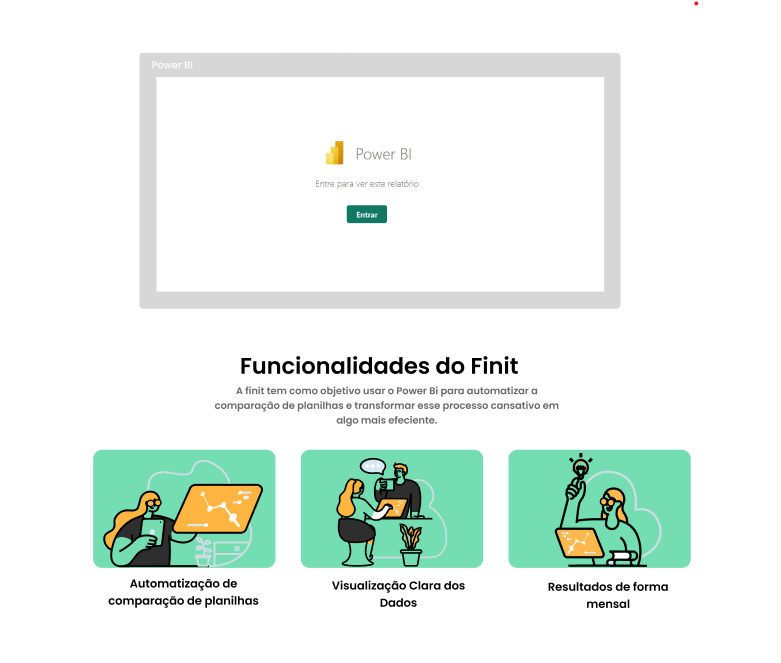 Power BI
Power BI
Entre para ver este relatório
Entrar
Funcionalidades do Finit
A finit tem como objetivo usar o Power Bi para automatizar a
comparação de planilhas e transformar esse processo cansativo em
algo mais efeciente.
Automatização de
comparação de planilhas
Visualização Clara dos
Dados
Resultados de forma
mensal